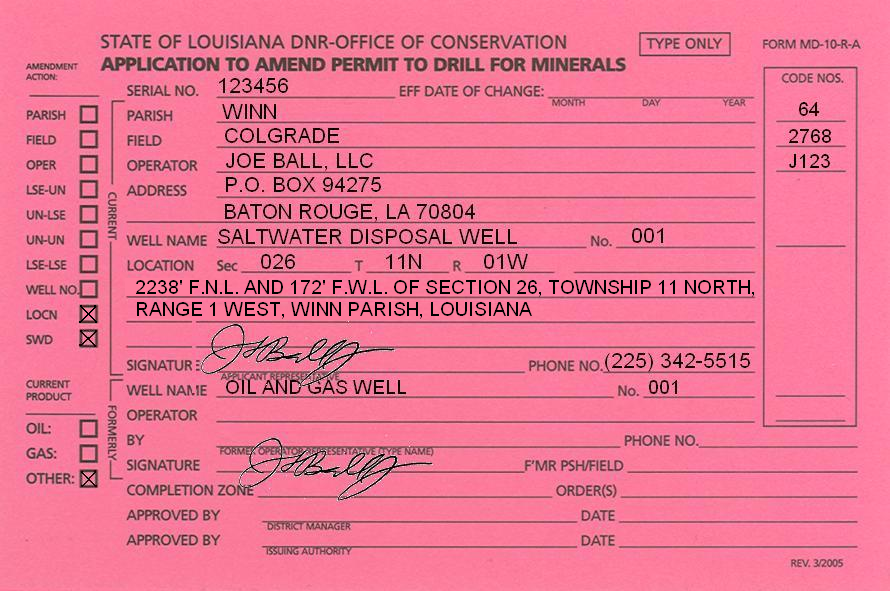 STATE OF LOUISIANA DNR-OFFICE OF CONSERVATION TYPE ONLY FORM MD-10-R-A
APPLICATION TO AMEND PERMIT TO DRILL FOR MINERALS
AMENDMENT ACTION:
CODE NOS.
SERIAL NO. 123456 EFF DATE OF CHANGE:
MONTH DAY YEAR
PARISH PARISH WINN 64
FIELD FIELD COLGRADE 2768
OPER OPERATOR JOE BALL, LLC J123
LSE-UN ADDRESS P.O. BOX 94275
CURRENT
UN-LSE BATON ROUGE, LA 70804
UN-UN WELL NAME SALTWATER DISPOSAL WELL No. 001
LSE-LSE LOCATION Sec 026 T 11N R 01W
WELL NO. 2238' F.N.L. AND 172' F.W.L. OF SECTION 26, TOWNSHIP 11 NORTH,
LOCN ☒ RANGE 1 WEST, WINN PARISH, LOUISIANA
SWD ☒
SIGNATURE PHONE NO. (225) 342-5515
APPLICANT REPRESENTATIVE
CURRENT PRODUCT
WELL NAME OIL AND GAS WELL No. 001
FORMERLY
OPERATOR
OIL: BY PHONE NO.
FORMER OPERATOR REPRESENTATIVE (TYPE NAME)
GAS: SIGNATURE F'MR PSH/FIELD
OTHER: ☒ COMPLETION ZONE ORDER(S)
APPROVED BY DATE
DISTRICT MANAGER
APPROVED BY DATE
ISSUING AUTHORITY
REV. 3/2005